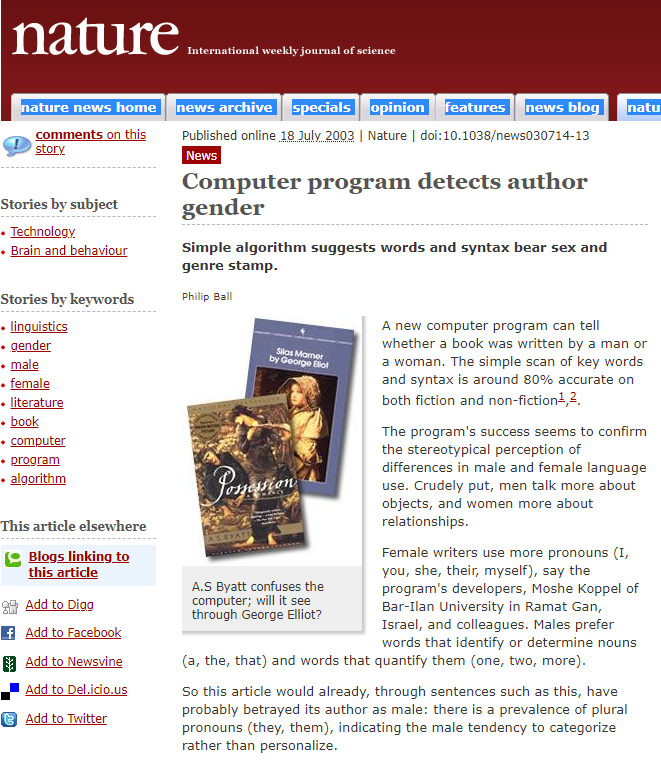 nature International weekly journal of science
nature news home news archive specials opinion features news blog natu
comments on this
story
Stories by subject
Technology
Brain and behaviour
Stories by keywords
linguistics
gender
male
female
literature
book
computer
program
algorithm
This article elsewhere
Blogs linking to
this article
Add to Digg
Add to Facebook
Add to Newsvine
Add to Del.icio.us
Add to Twitter
Published online 18 July 2003 | Nature | doi:10.1038/news030714-13
News
Computer program detects author
gender
Simple algorithm suggests words and syntax bear sex and
genre stamp.
Philip Ball
Silas Marner
by George Eliot
Possession
A.S. BYATT
A.S Byatt confuses the
computer; will it see
through George Elliot?
A new computer program can tell
whether a book was written by a man or
a woman. The simple scan of key words
and syntax is around 80% accurate on
both fiction and non-fiction1,2.
The program's success seems to confirm
the stereotypical perception of
differences in male and female language
use. Crudely put, men talk more about
objects, and women more about
relationships.
Female writers use more pronouns (I,
you, she, their, myself), say the
program's developers, Moshe Koppel of
Bar-Ilan University in Ramat Gan,
Israel, and colleagues. Males prefer
words that identify or determine nouns
(a, the, that) and words that quantify them (one, two, more).
So this article would already, through sentences such as this, have
probably betrayed its author as male: there is a prevalence of plural
pronouns (they, them), indicating the male tendency to categorize
rather than personalize.